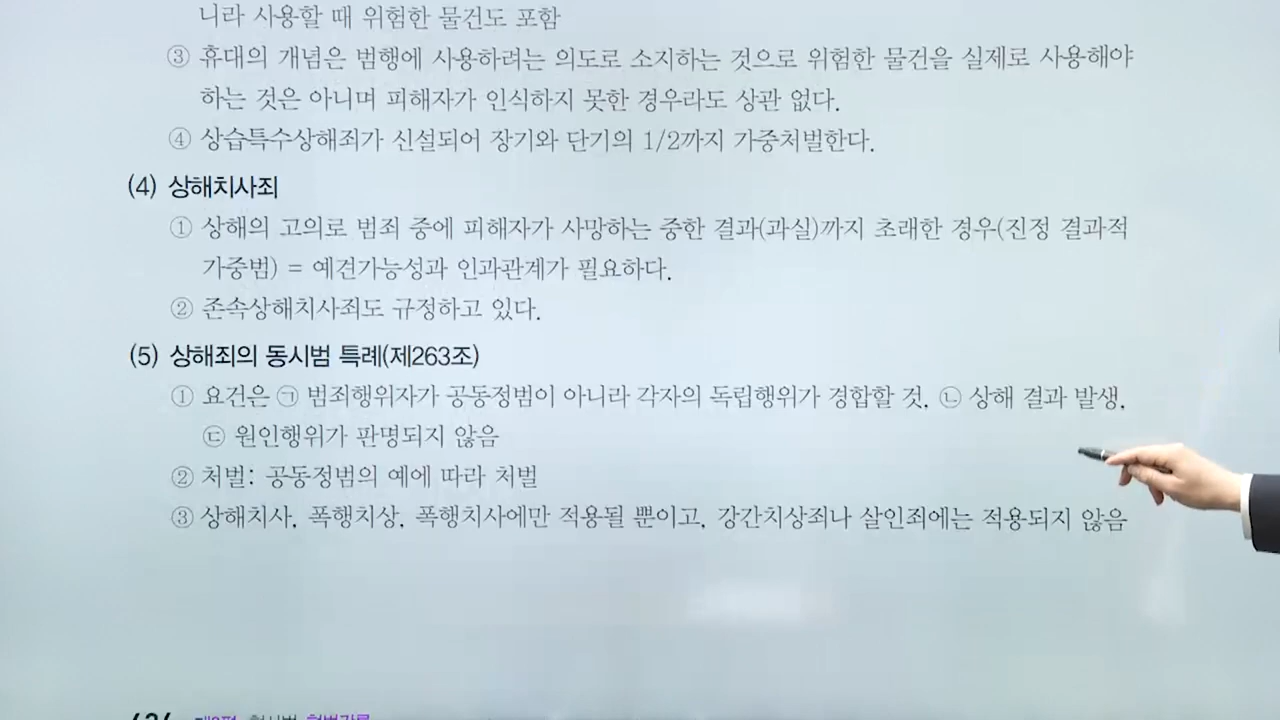 니라 사용할 때 위험한 물건도 포함
③ 휴대의 개념은 범행에 사용하려는 의도로 소지하는 것으로 위험한 물건을 실제로 사용해야
하는 것은 아니며 피해자가 인식하지 못한 경우라도 상관 없다.
④ 상습특수상해죄가 신설되어 장기와 단기의 1/2까지 가중처벌한다.
(4) 상해치사죄
① 상해의 고의로 범죄 중에 피해자가 사망하는 중한 결과(과실)까지 초래한 경우(진정 결과적
가중범) = 예견가능성과 인과관계가 필요하다.
② 존속상해치사죄도 규정하고 있다.
(5) 상해죄의 동시범 특례(제263조)
① 요건은 ㉠ 범죄행위자가 공동정범이 아니라 각자의 독립행위가 경합할 것, ㉡ 상해 결과 발생,
㉢ 원인행위가 판명되지 않음
② 처벌: 공동정범의 예에 따라 처벌
③ 상해치사, 폭행치상, 폭행치사에만 적용될 뿐이고, 강간치상죄나 살인죄에는 적용되지 않음